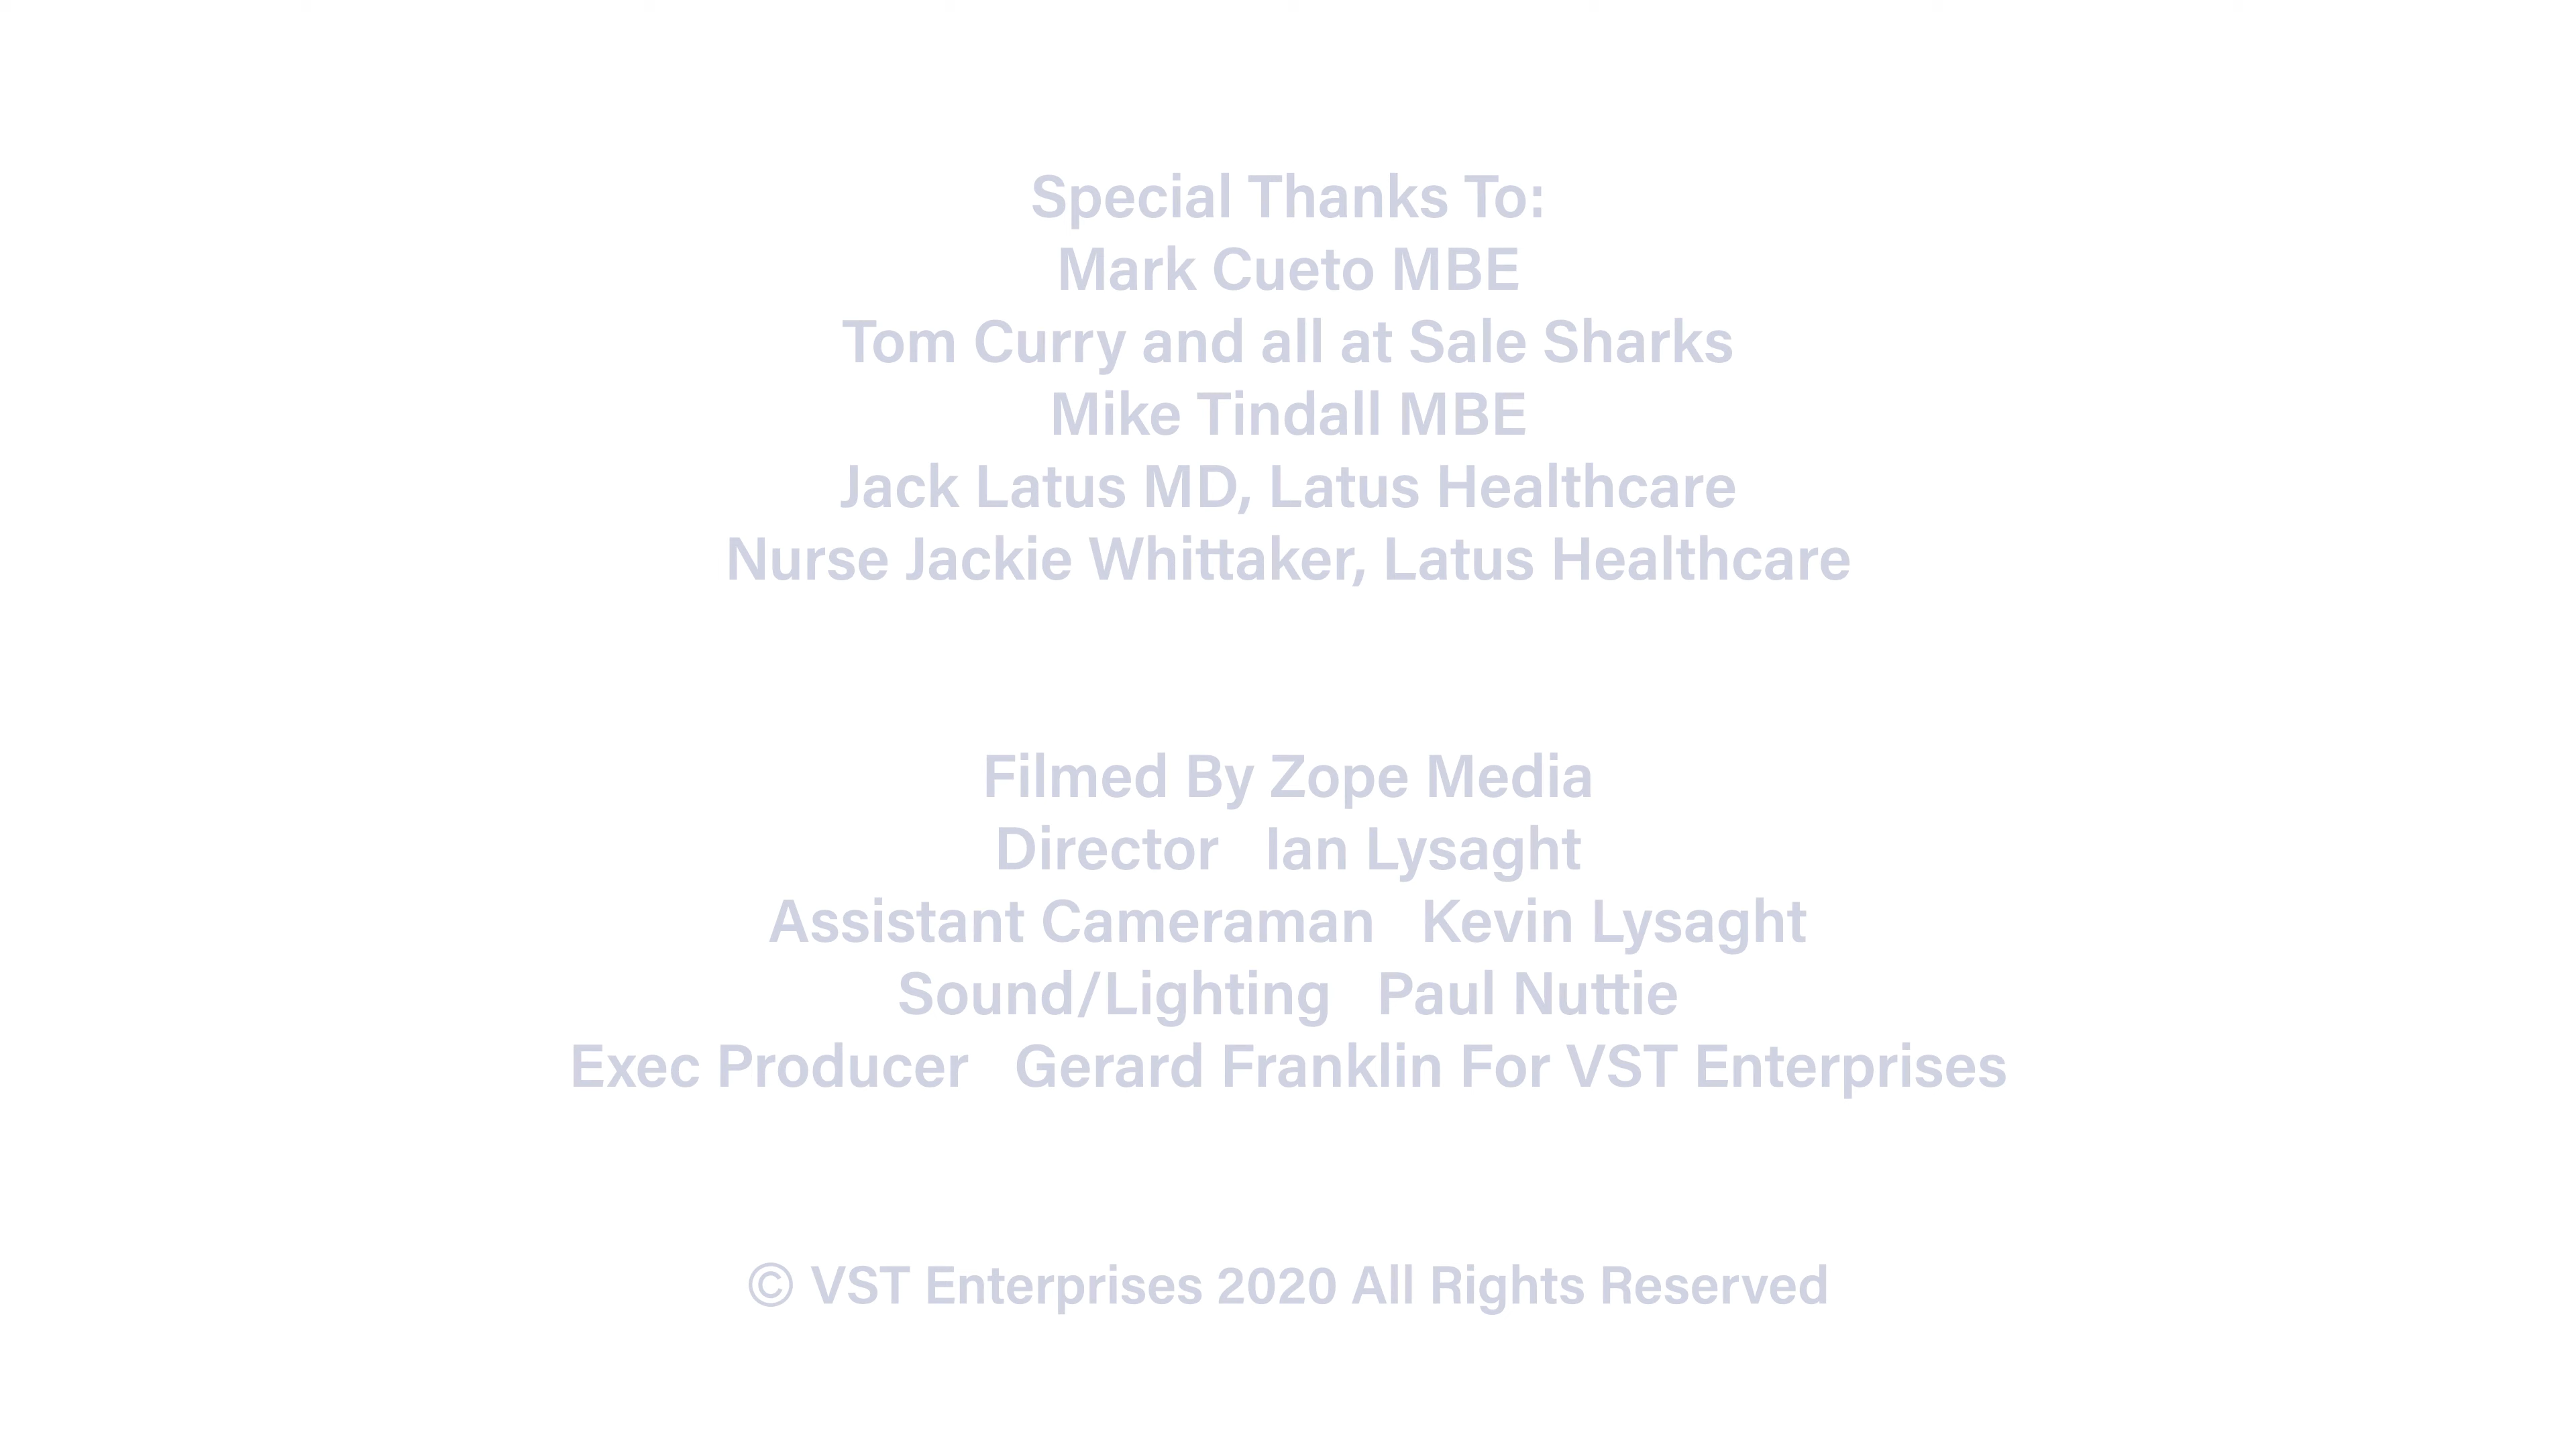 Special Thanks To:
Mark Cueto MBE
Tom Curry and all at Sale Sharks
Mike Tindall MBE
Jack Latus MD, Latus Healthcare
Nurse Jackie Whittaker, Latus Healthcare
Filmed By Zope Media
Director Ian Lysaght
Assistant Cameraman Kevin Lysaght
Sound/Lighting Paul Nuttie
Exec Producer Gerard Franklin For VST Enterprises
© VST Enterprises 2020 All Rights Reserved